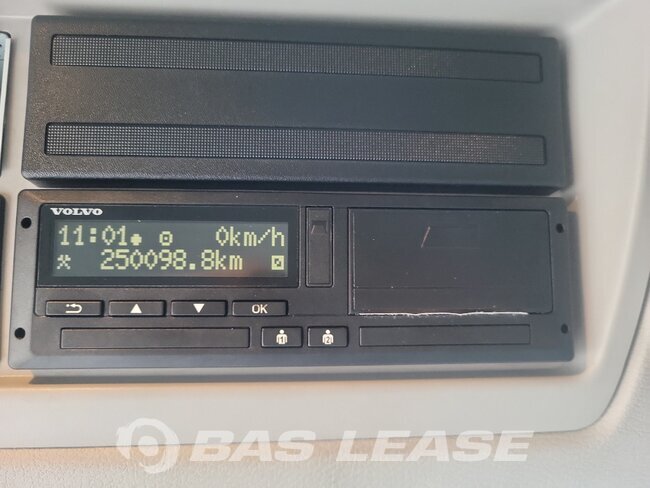 VOLVO
11:01 0km/h
250098.8km
OK
1 2
BAS LEASE